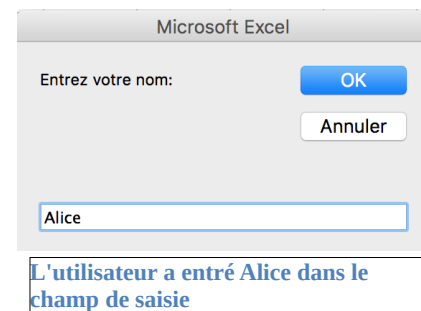 Microsoft Excel
Entrez votre nom:
OK
Annuler
Alice
L'utilisateur a entré Alice dans le
champ de saisie